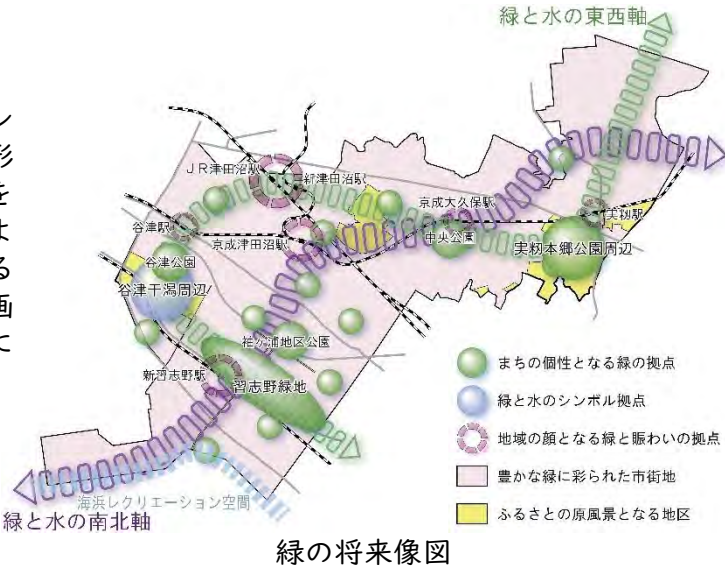 緑と水の東西軸
ン
形
を
よ
る
画
に
JR津田沼駅
新津田沼駅
谷津駅
京成津田沼駅
京成大久保駅
実籾駅
谷津公園
中央公園
実籾本郷公園周辺
谷津干潟周辺
袖ケ浦地区公園
新習志野駅
習志野緑地
海浜レクリエーション空間
緑と水の南北軸
まちの個性となる緑の拠点
緑と水のシンボル拠点
地域の顔となる緑と賑わいの拠点
豊かな緑に彩られた市街地
ふるさとの原風景となる地区
緑の将来像図